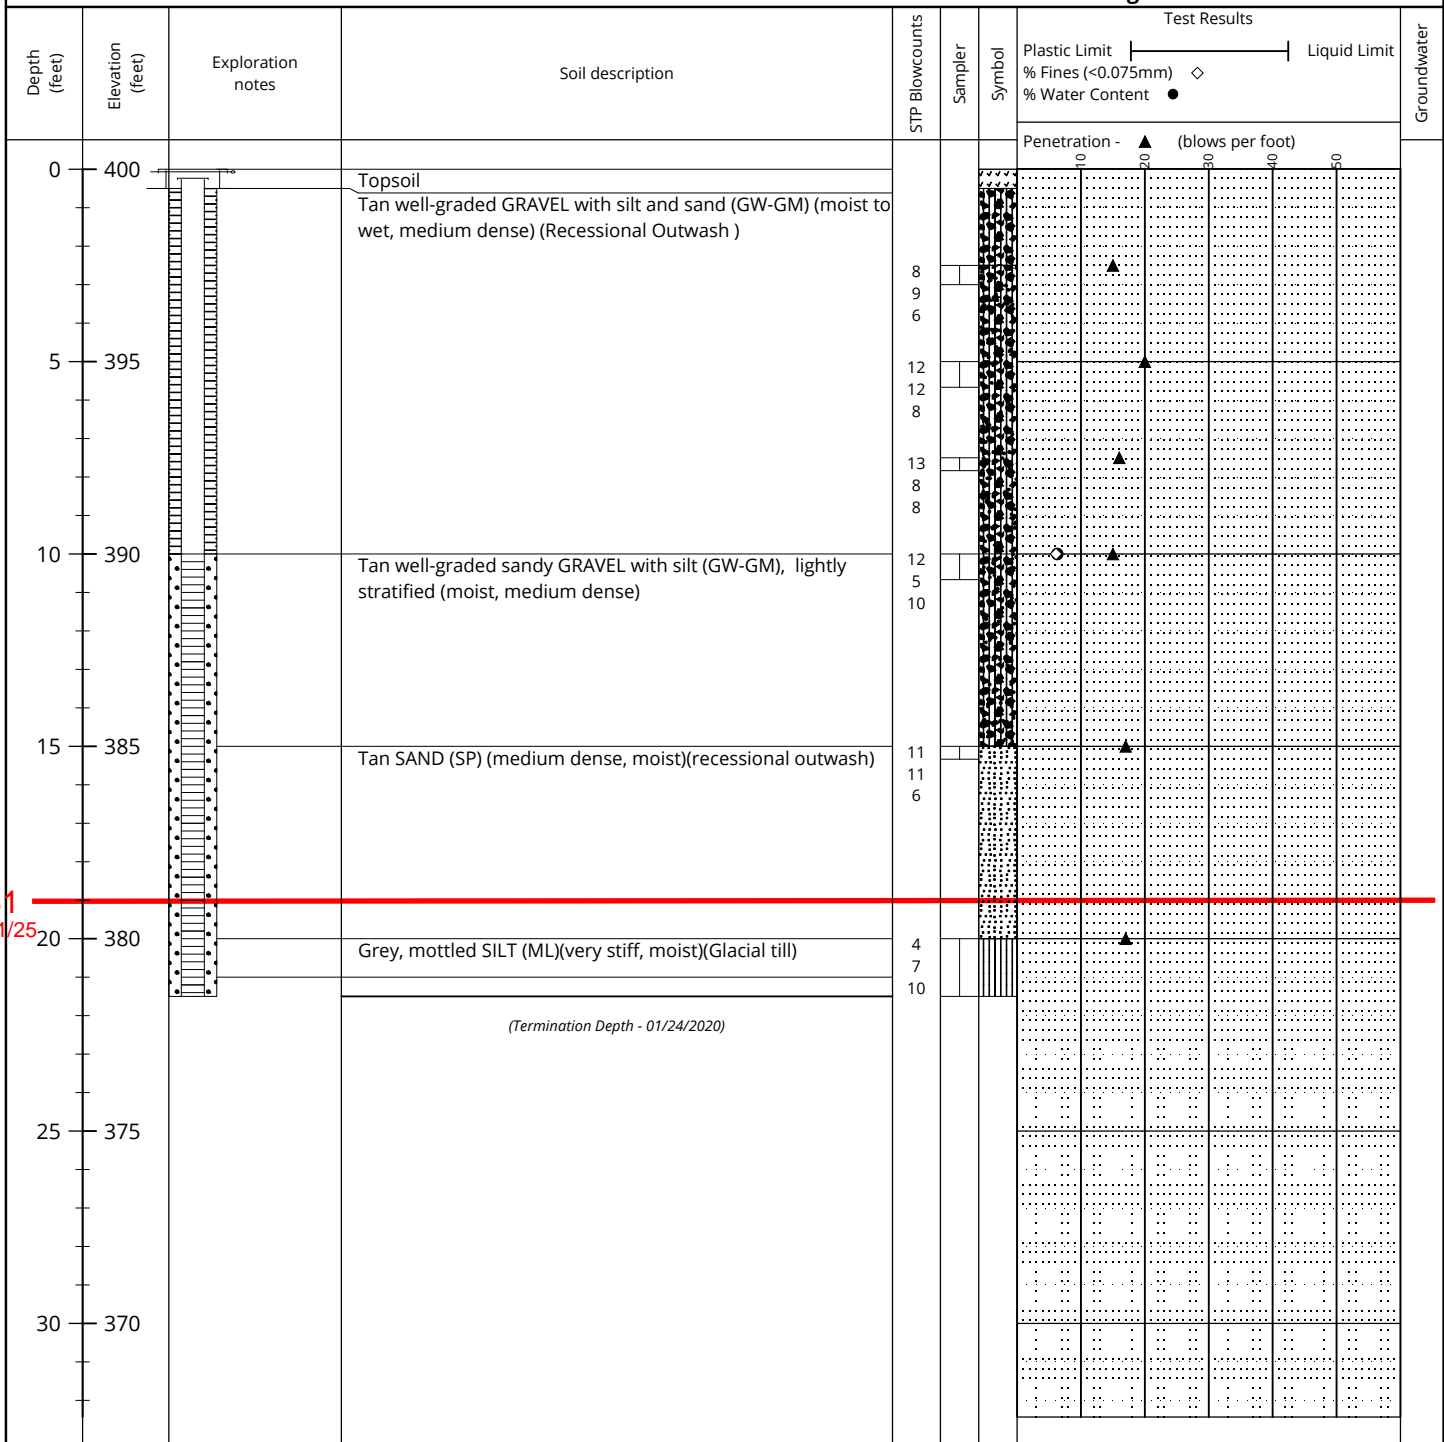 Depth (feet)
Elevation (feet)
Exploration notes
Soil description
STP Blowcounts
Sampler
Symbol
Test Results
Plastic Limit Liquid Limit
% Fines (<0.075mm)
% Water Content
Penetration - (blows per foot)
Groundwater
10 20 30 40 50
0 400
Topsoil
Tan well-graded GRAVEL with silt and sand (GW-GM) (moist to
wet, medium dense) (Recessional Outwash )
8
9
6
5 395
12
12
8
13
8
8
10 390
Tan well-graded sandy GRAVEL with silt (GW-GM), lightly
stratified (moist, medium dense)
12
5
10
15 385
Tan SAND (SP) (medium dense, moist)(recessional outwash)
11
11
6
1
1/25
20 380
Grey, mottled SILT (ML)(very stiff, moist)(Glacial till)
4
7
10
(Termination Depth - 01/24/2020)
25 375
30 370